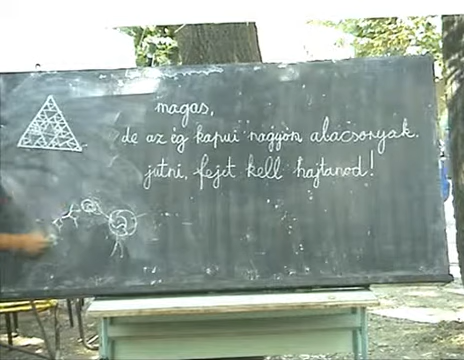 magas,
de az ég kapui nagyon alacsonyak.
jutni, fejet kell hajtanod!